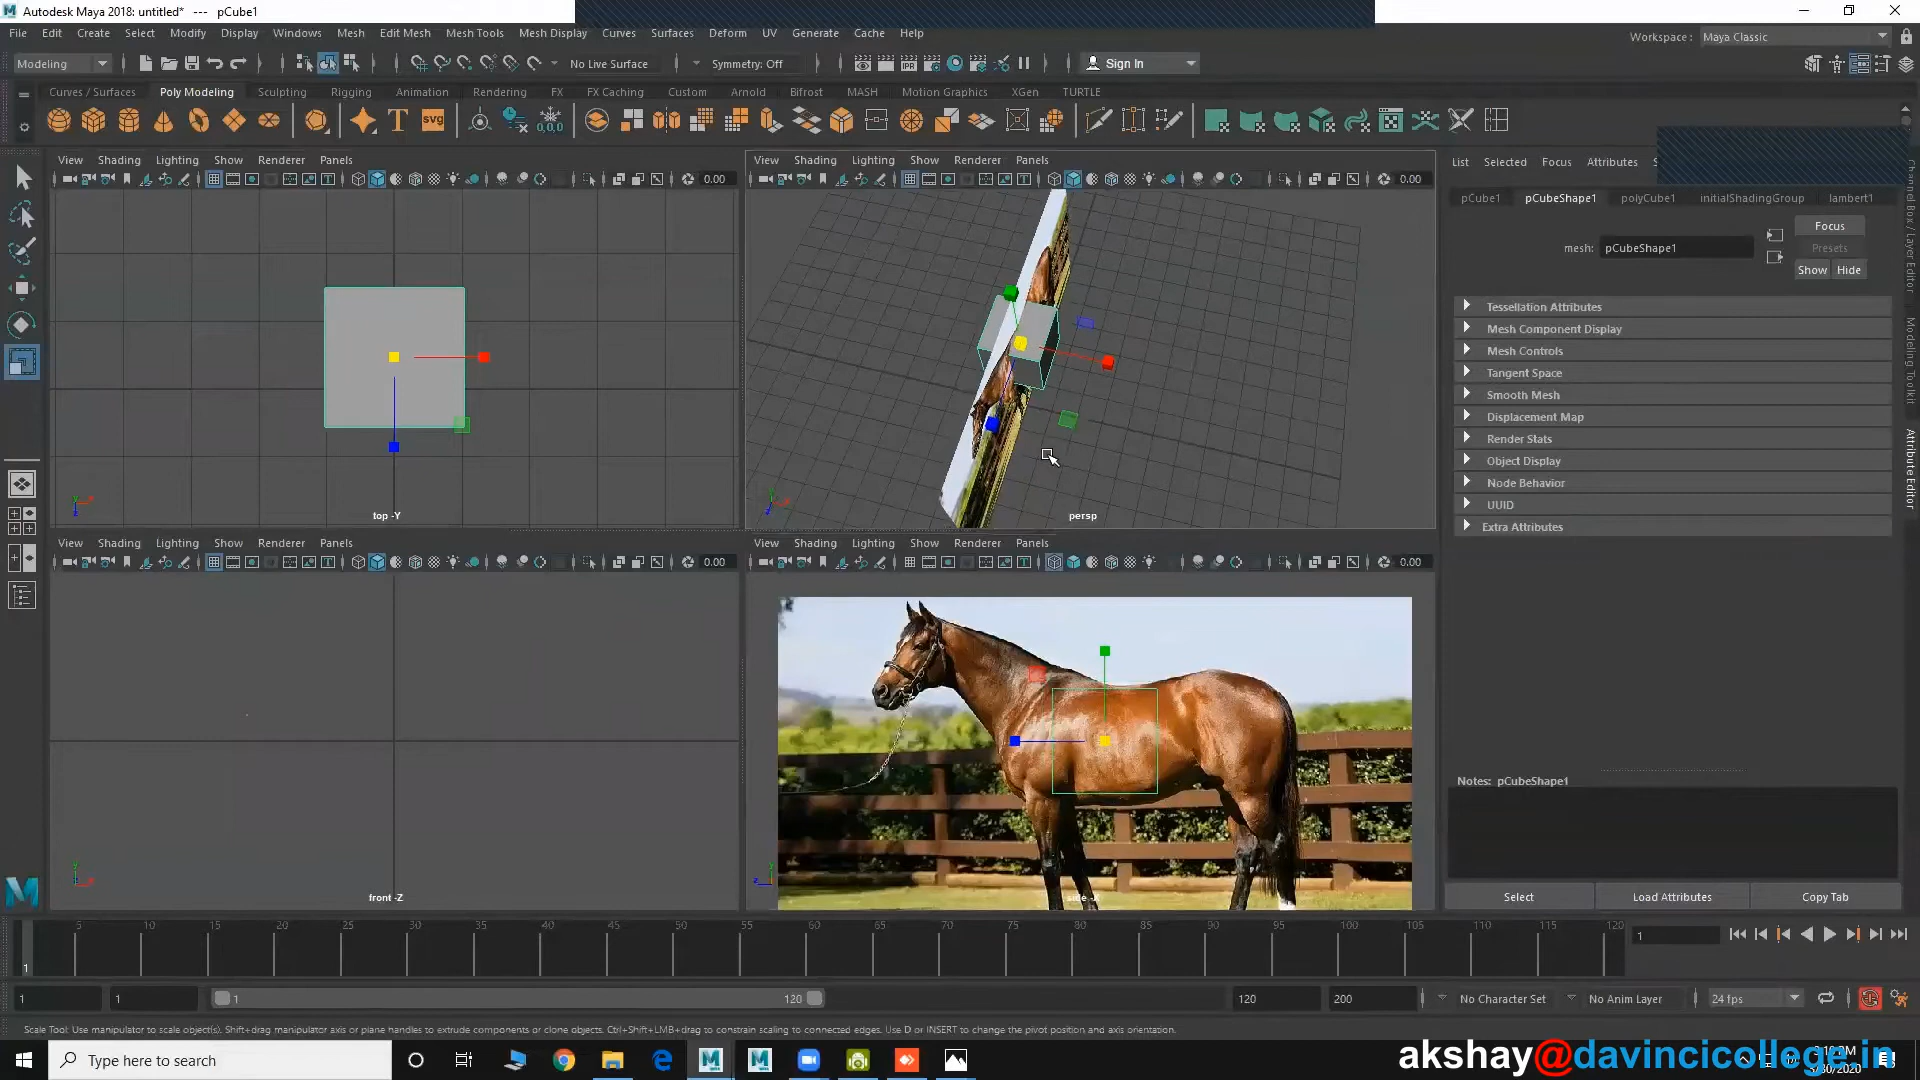 Autodesk Maya 2018: untitled*   ---   pCube1
File Edit Create Select Modify Display Windows Mesh Edit Mesh Mesh Tools Mesh Display Curves Surfaces Deform UV Generate Cache Help
Workspace : Maya Classic
Modeling No Live Surface Symmetry: Off Sign In
Curves / Surfaces Poly Modeling Sculpting Rigging Animation Rendering FX FX Caching Custom Arnold Bifrost MASH Motion Graphics XGen TURTLE
View Shading Lighting Show Renderer Panels
0.00
top -Y
View Shading Lighting Show Renderer Panels
0.00
persp
View Shading Lighting Show Renderer Panels
0.00
front -Z
View Shading Lighting Show Renderer Panels
0.00
side -X
List Selected Focus Attributes
pCube1 pCubeShape1 polyCube1 initialShadingGroup lambert1
mesh: pCubeShape1
Focus
Presets
Show Hide
Tessellation Attributes
Mesh Component Display
Mesh Controls
Tangent Space
Smooth Mesh
Displacement Map
Render Stats
Object Display
Node Behavior
UUID
Extra Attributes
Notes: pCubeShape1
Select Load Attributes Copy Tab
Channel Box / Layer Editor
Modeling Toolkit
Attribute Editor
5 10 15 20 25 30 35 40 45 50 55 60 65 70 75 80 85 90 95 100 105 110 115 120
1
1
1 1 1 120 120 200 No Character Set No Anim Layer 24 fps
Scale Tool: Use manipulator to scale object(s). Shift+drag manipulator axis or plane handles to extrude components or clone objects. Ctrl+Shift+LMB+drag to constrain scaling to connected edges. Use D or INSERT to change the pivot position and axis orientation.
Type here to search
akshay@davincicollege.in